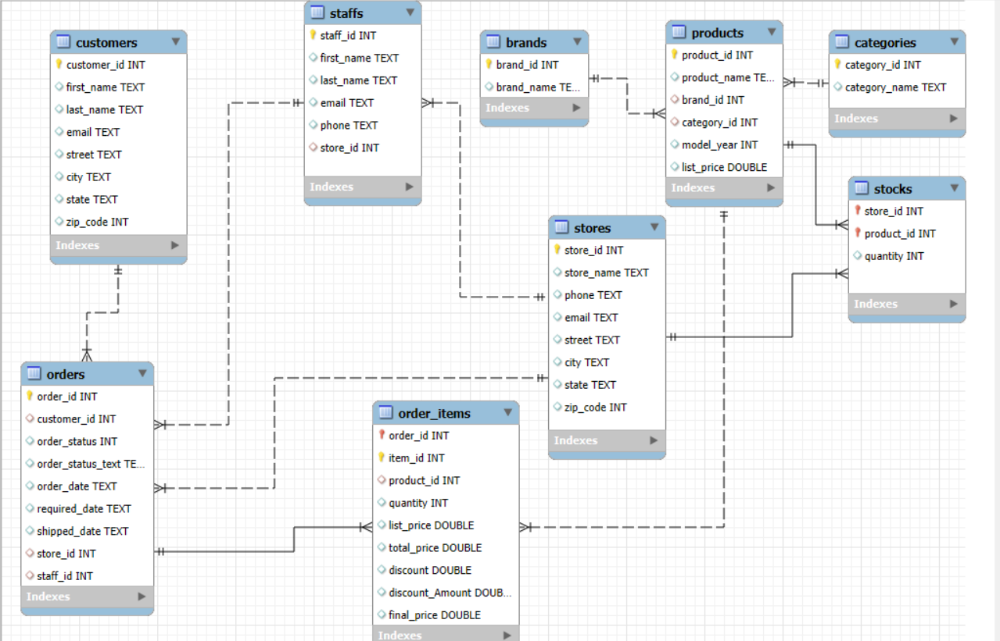 staffs
staff_id INT
first_name TEXT
last_name TEXT
email TEXT
phone TEXT
store_id INT
Indexes
customers
customer_id INT
first_name TEXT
last_name TEXT
email TEXT
street TEXT
city TEXT
state TEXT
zip_code INT
Indexes
brands
brand_id INT
brand_name TE...
Indexes
products
product_id INT
product_name TE...
brand_id INT
category_id INT
model_year INT
list_price DOUBLE
Indexes
categories
category_id INT
category_name TEXT
Indexes
stocks
store_id INT
product_id INT
quantity INT
Indexes
stores
store_id INT
store_name TEXT
phone TEXT
email TEXT
street TEXT
city TEXT
state TEXT
zip_code INT
Indexes
orders
order_id INT
customer_id INT
order_status INT
order_status_text TE...
order_date TEXT
required_date TEXT
shipped_date TEXT
store_id INT
staff_id INT
Indexes
order_items
order_id INT
item_id INT
product_id INT
quantity INT
list_price DOUBLE
total_price DOUBLE
discount DOUBLE
discount_Amount DOUB...
final_price DOUBLE
Indexes